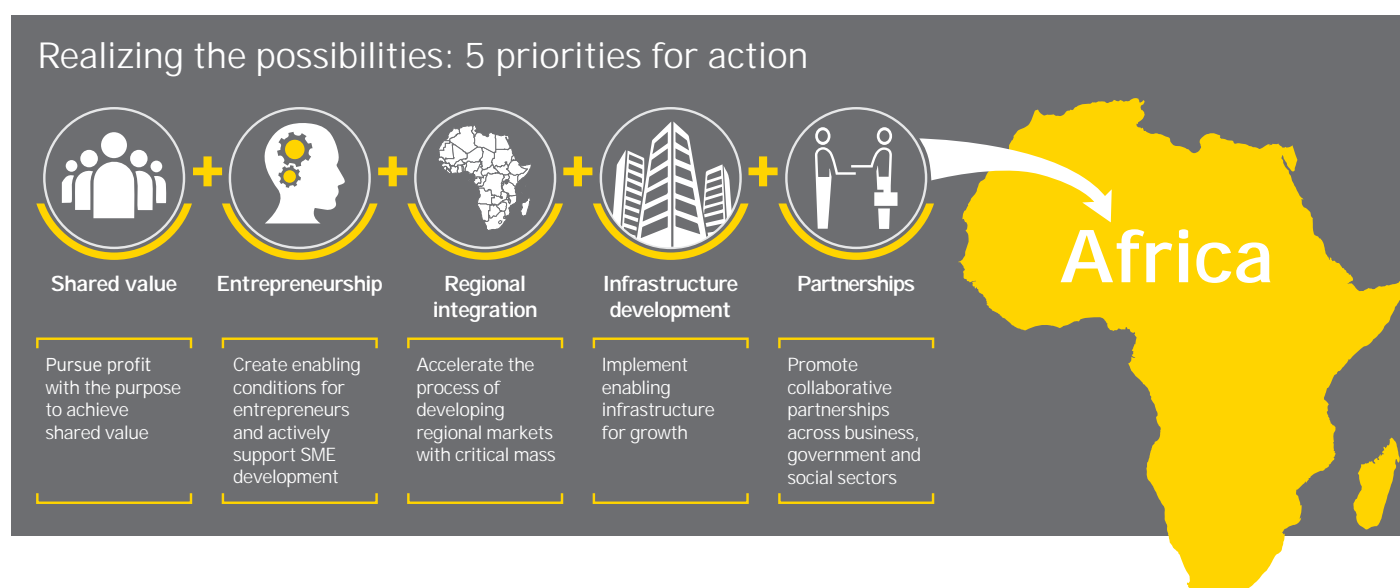 Realizing the possibilities: 5 priorities for action
Shared value
Entrepreneurship
Regional
integration
Infrastructure
development
Partnerships
Africa
Pursue profit
with the purpose
to achieve
shared value
Create enabling
conditions for
entrepreneurs
and actively
support SME
development
Accelerate the
process of
developing
regional markets
with critical mass
Implement
enabling
infrastructure
for growth
Promote
collaborative
partnerships
across business,
government and
social sectors